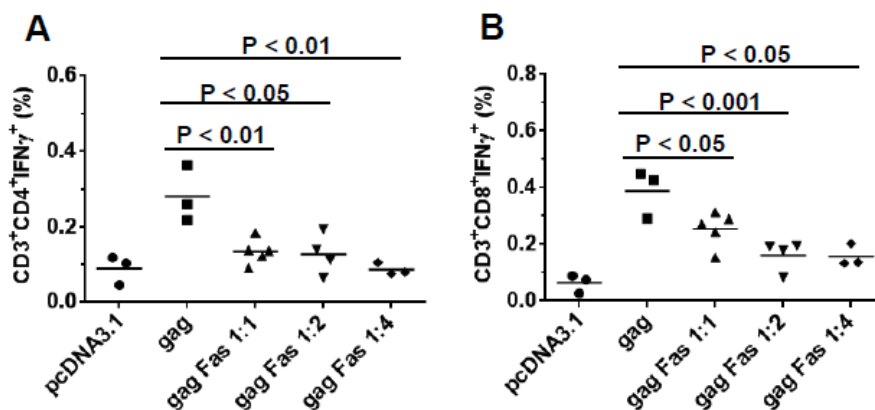 A
P < 0.01
P < 0.05
P < 0.01
CD3+CD4+IFNγ+ (%)
0.6
0.4
0.2
0.0
pcDNA3.1
gag
gag Fas 1:1
gag Fas 1:2
gag Fas 1:4
B
P < 0.05
P < 0.001
P < 0.05
CD3+CD8+IFNγ+ (%)
0.8
0.6
0.4
0.2
0.0
pcDNA3.1
gag
gag Fas 1:1
gag Fas 1:2
gag Fas 1:4